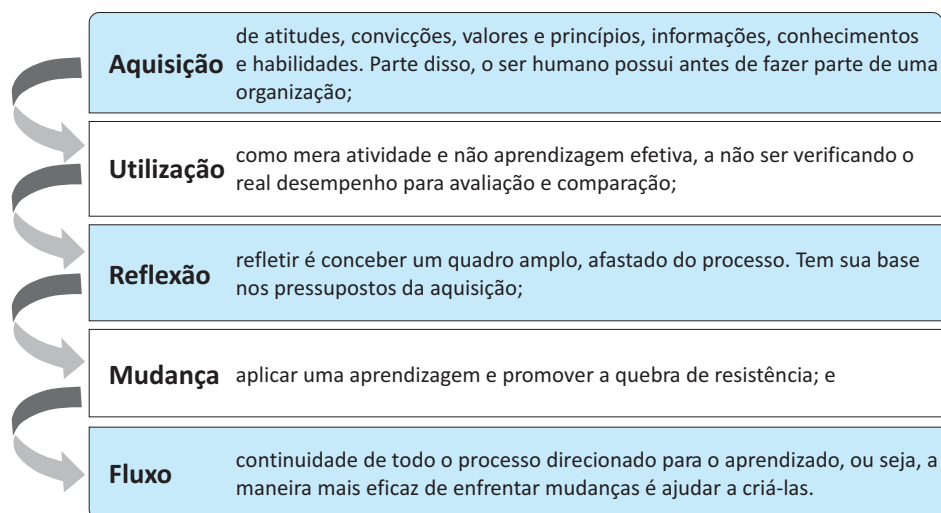 Aquisição
de atitudes, convicções, valores e princípios, informações, conhecimentos
e habilidades. Parte disso, o ser humano possui antes de fazer parte de uma
organização;
Utilização
como mera atividade e não aprendizagem efetiva, a não ser verificando o
real desempenho para avaliação e comparação;
Reflexão
refletir é conceber um quadro amplo, afastado do processo. Tem sua base
nos pressupostos da aquisição;
Mudança
aplicar uma aprendizagem e promover a quebra de resistência; e
Fluxo
continuidade de todo o processo direcionado para o aprendizado, ou seja, a
maneira mais eficaz de enfrentar mudanças é ajudar a criá-las.